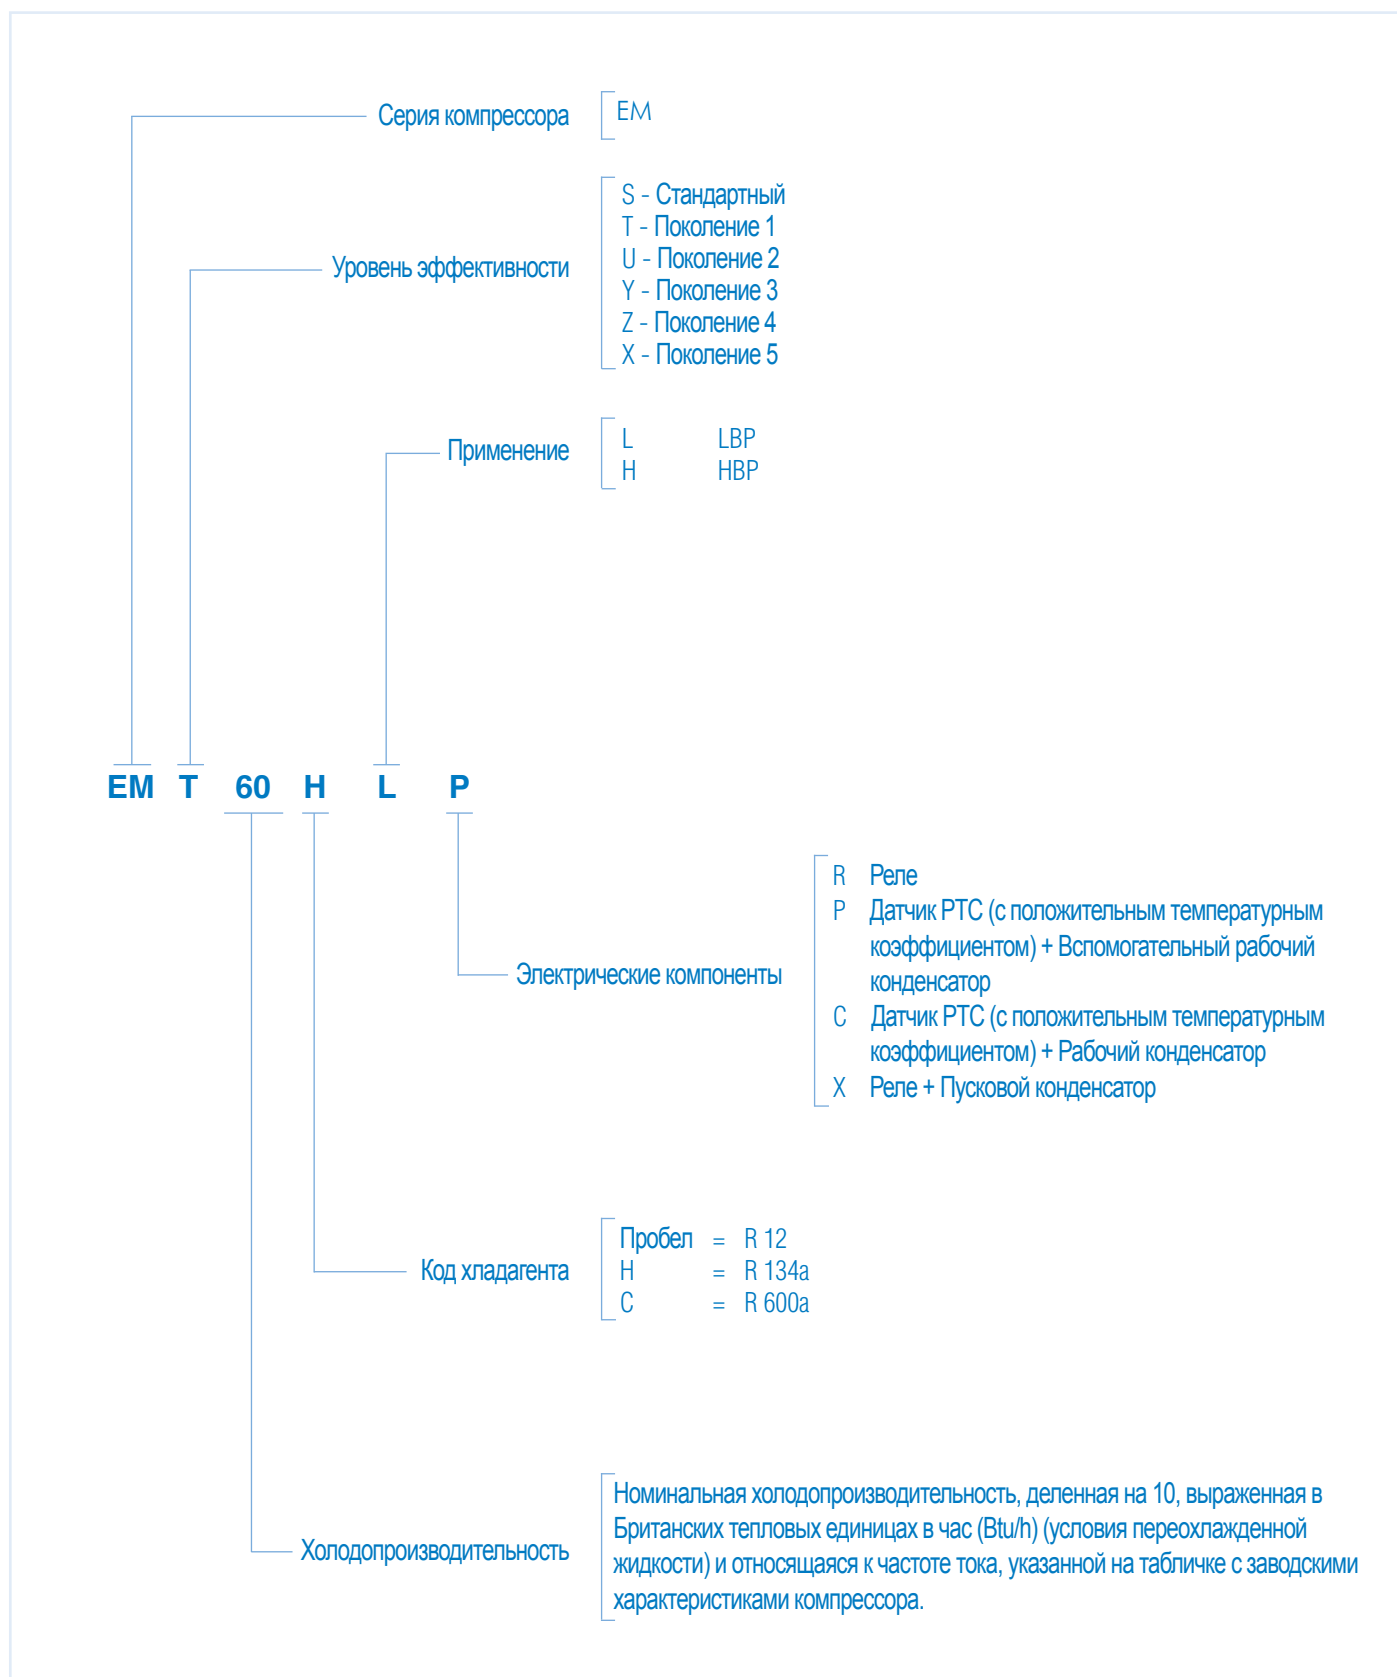 Серия компрессора EM
S - Стандартный
T - Поколение 1
U - Поколение 2
Уровень эффективности
Y - Поколение 3
Z - Поколение 4
X - Поколение 5
Применение
L LBP
H HBP
EM T 60 H L P
R Реле
P Датчик PTC (с положительным температурным
коэффициентом) + Вспомогательный рабочий
конденсатор
Электрические компоненты
C Датчик PTC (с положительным температурным
коэффициентом) + Рабочий конденсатор
X Реле + Пусковой конденсатор
Пробел = R 12
Код хладагента
H = R 134a
C = R 600a
Холодопроизводительность
Номинальная холодопроизводительность, деленная на 10, выраженная в
Британских тепловых единицах в час (Btu/h) (условия переохлажденной
жидкости) и относящаяся к частоте тока, указанной на табличке с заводскими
характеристиками компрессора.